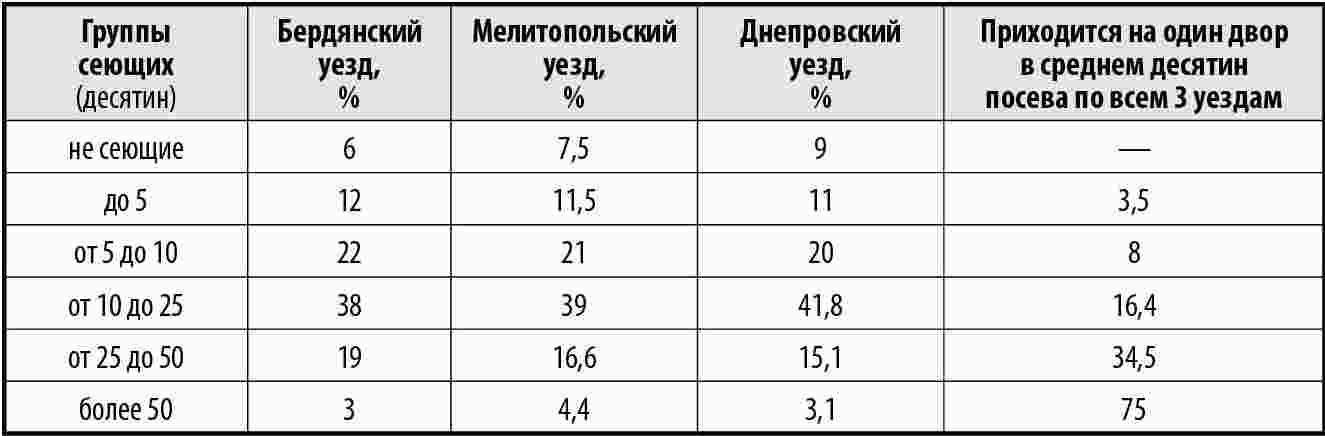 Группы сеющих (десятин) Бердянский уезд, % Мелитопольский уезд, % Днепровский уезд, % Приходится на один двор в среднем десятин посева по всем 3 уездам
не сеющие 6 7,5 9 —
до 5 12 11,5 11 3,5
от 5 до 10 22 21 20 8
от 10 до 25 38 39 41,8 16,4
от 25 до 50 19 16,6 15,1 34,5
более 50 3 4,4 3,1 75